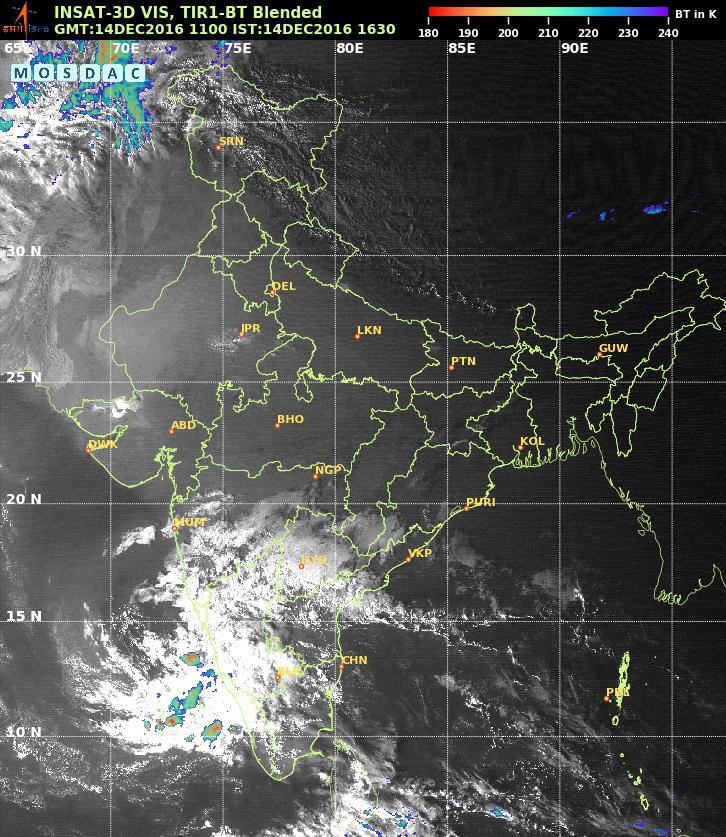 INSAT-3D VIS, TIR1-BT Blended
GMT:14DEC2016 1100 IST:14DEC2016 1630
BT in K
180 190 200 210 220 230 240
65E 70E 75E 80E 85E 90E
M O S D A C
SRN
30 N
DEL
JPR
LKN
GUW
PTN
25 N
BHO
ABD
KOL
DWK
NGP
20 N
PURI
MUM
VKP
HYD
15 N
CHN
PBL
10 N